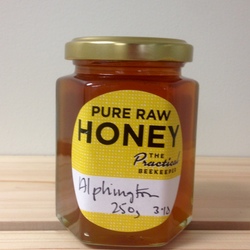 PURE RAW
HONEY
THE
Practical
BEEKEEPER
Alphington
250g